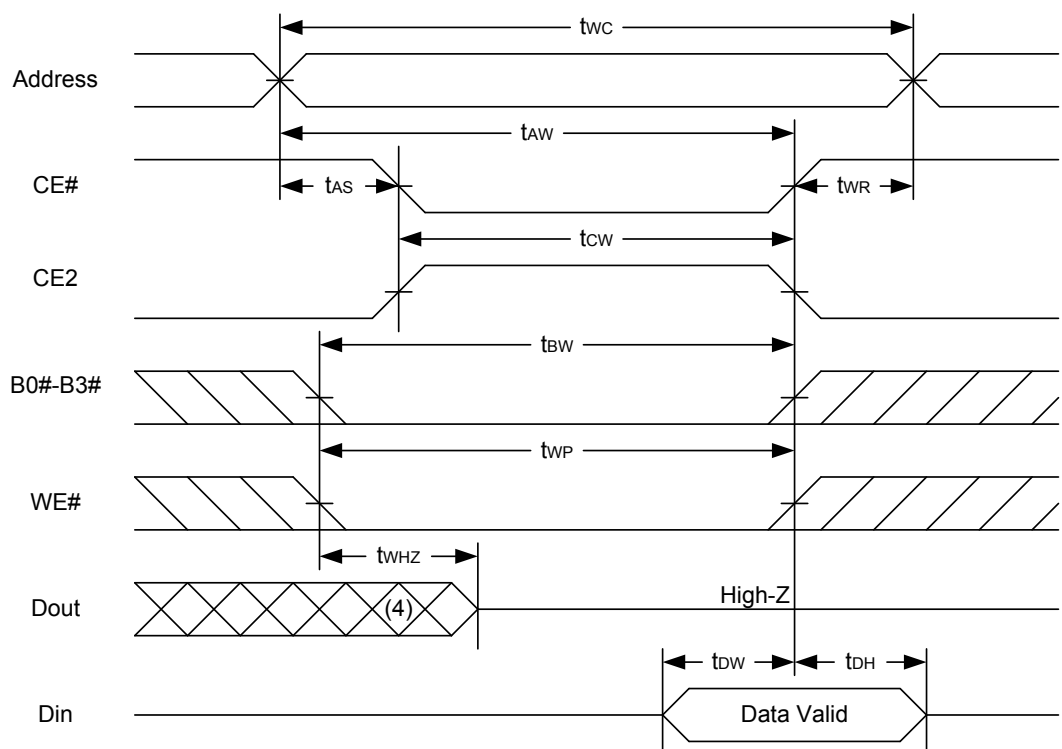 tWC
Address
tAW
CE#
tAS
tWR
tCW
CE2
tBW
B0#-B3#
tWP
WE#
tWHZ
Dout
(4)
High-Z
tDW
tDH
Din
Data Valid